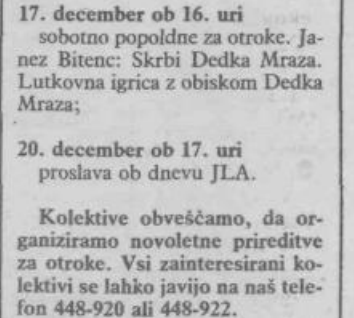 17. december ob 16. uri
sobotno popoldne za otroke. Ja-
nez Bitenc: Skrbi Dedka Mraza.
Lutkovna igrica z obiskom Dedka
Mraza;
20. december ob 17. uri
proslava ob dnevu JLA.
Kolektive obveščamo, da or-
ganiziramo novoletne prireditve
za otroke. Vsi zainteresirani ko-
lektivi se lahko javijo na naš tele-
fon 448-920 ali 448-922.